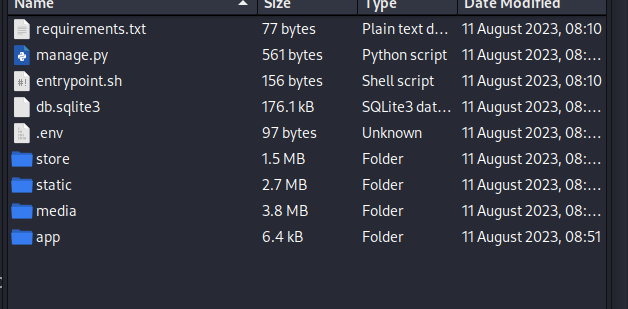 Name Size Type Date Modified
requirements.txt 77 bytes Plain text d... 11 August 2023, 08:10
manage.py 561 bytes Python script 11 August 2023, 08:...
entrypoint.sh 156 bytes Shell script 11 August 2023, 08:10
db.sqlite3 176.1 kB SQLite3 dat... 11 August 2023, 08:...
.env 97 bytes Unknown 11 August 2023, 08:...
store 1.5 MB Folder 11 August 2023, 08:...
static 2.7 MB Folder 11 August 2023, 08:...
media 3.8 MB Folder 11 August 2023, 08:...
app 6.4 kB Folder 11 August 2023, 08:51